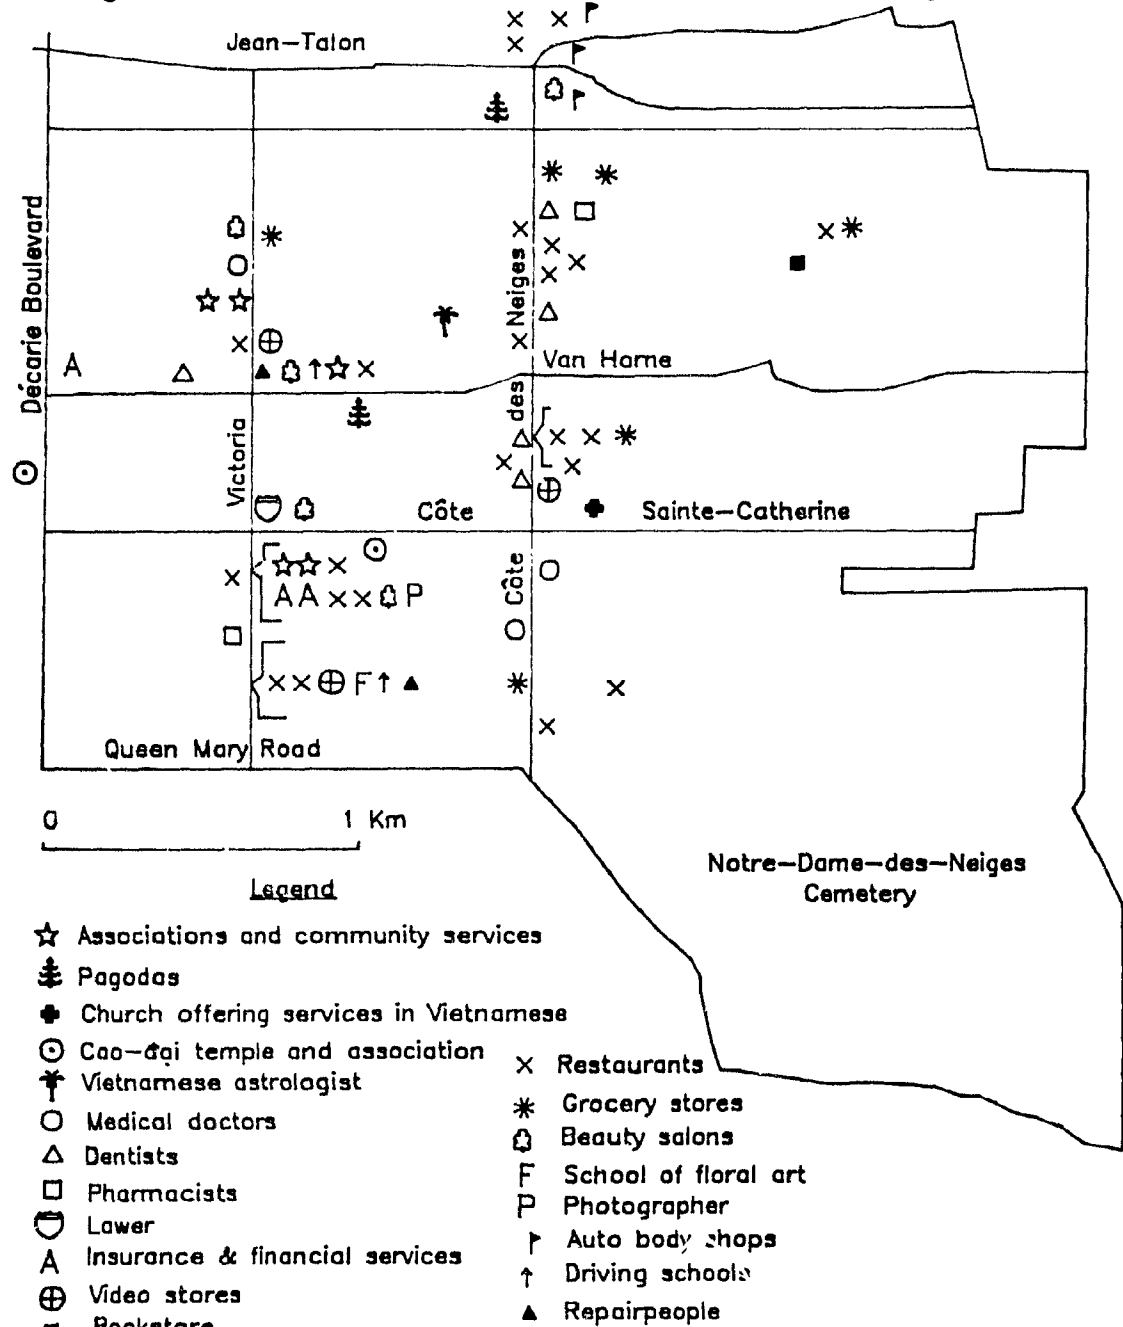 Jean-Talon
Décarie Boulevard
Neiges
Van Horne
des
Victoria
Côte
Sainte-Catherine
Côte
A
A A
P
F
Queen Mary Road
0
1 Km
Notre-Dame-des-Neiges
Cemetery
Legend
Associations and community services
Pagodas
Church offering services in Vietnamese
Cao-đai temple and association
Vietnamese astrologist
Medical doctors
Dentists
Pharmacists
Lawer
A Insurance & financial services
Video stores
Bookstore
Restaurants
Grocery stores
Beauty salons
F School of floral art
P Photographer
Auto body shops
Driving schools
Repairpeople